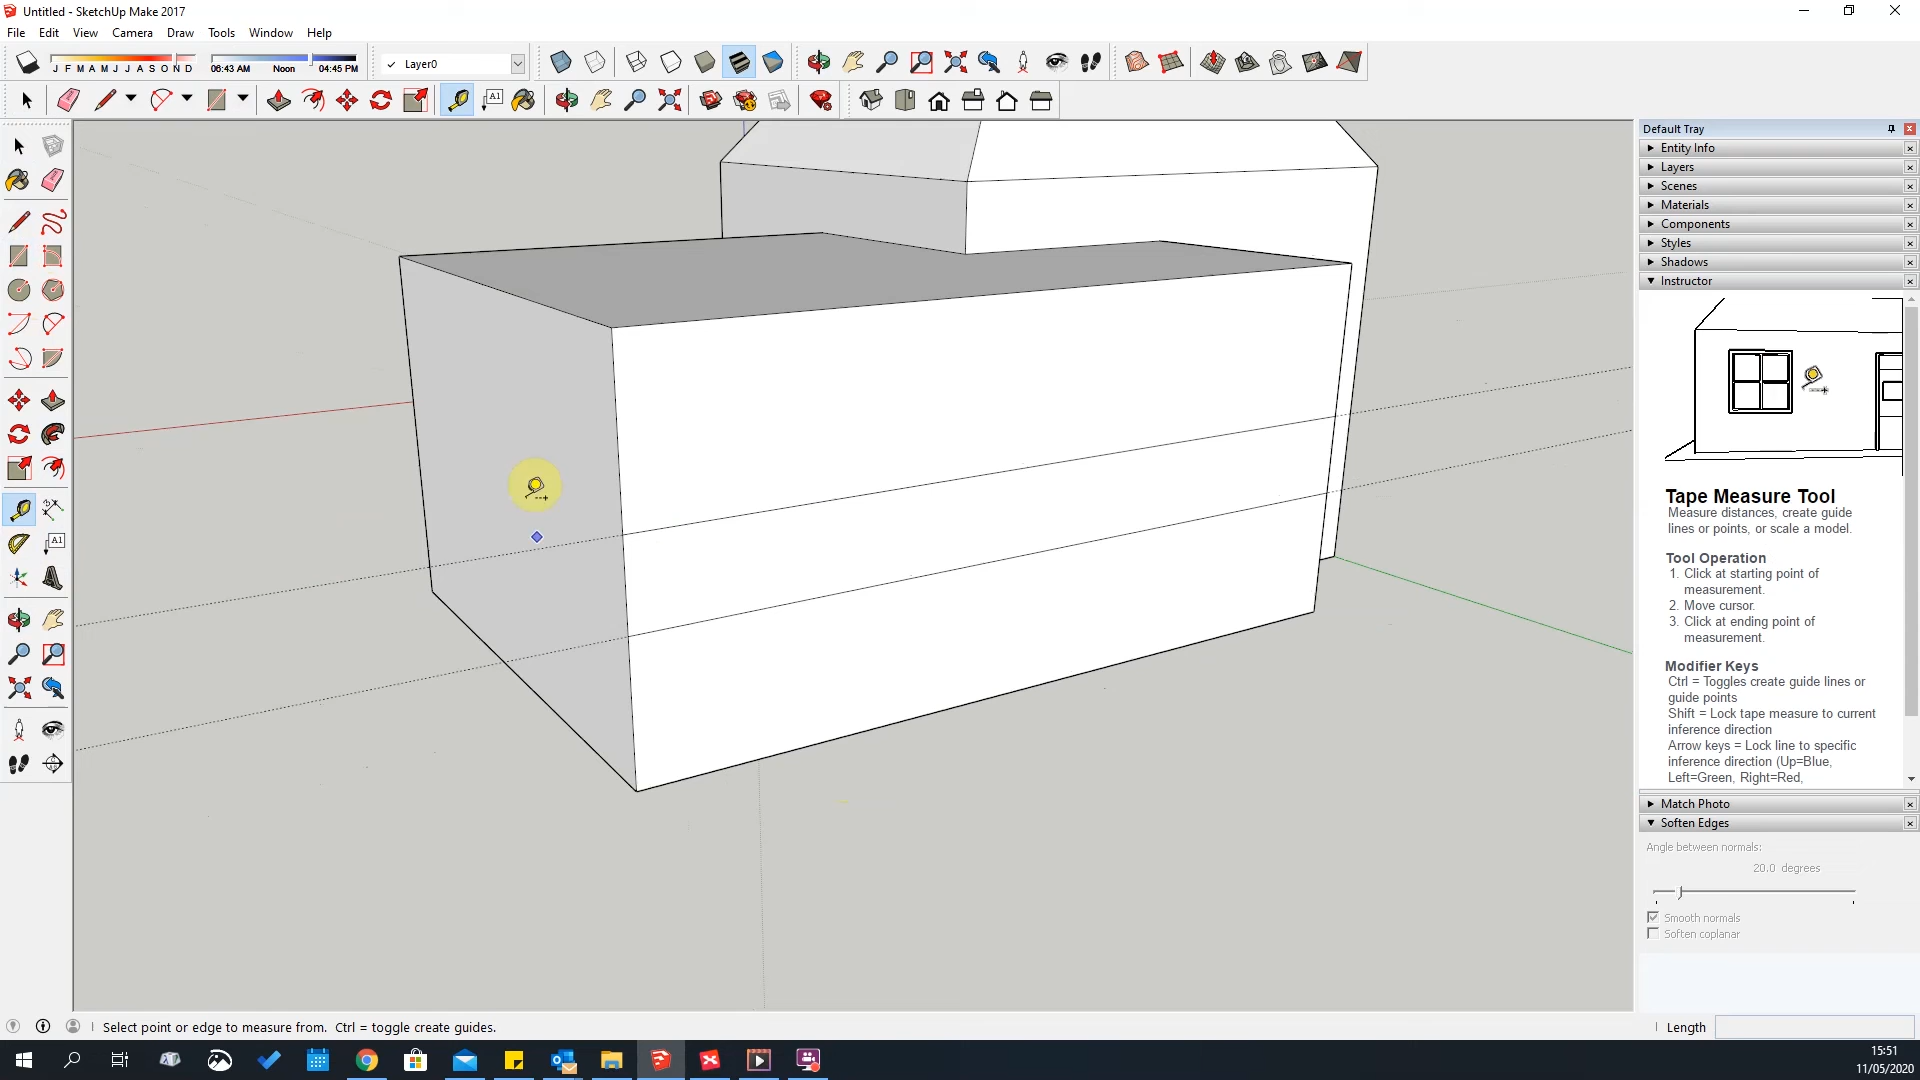 Untitled - SketchUp Make 2017
File Edit View Camera Draw Tools Window Help
J F M A M J J A S O N D
06:43 AM Noon 04:45 PM
Layer0
A1
Default Tray
Entity Info
Layers
Scenes
Materials
Components
Styles
Shadows
Instructor
A1
Tape Measure Tool
Measure distances, create guide
lines or points, or scale a model.
Tool Operation
1. Click at starting point of
measurement.
2. Move cursor.
3. Click at ending point of
measurement.
Modifier Keys
Ctrl = Toggles create guide lines or
guide points
Shift = Lock tape measure to current
inference direction
Arrow keys = Lock line to specific
inference direction (Up=Blue,
Left=Green, Right=Red,
Match Photo
Soften Edges
Angle between normals:
20.0 degrees
Smooth normals
Soften coplanar
Select point or edge to measure from. Ctrl = toggle create guides.
Length
15:51
11/05/2020